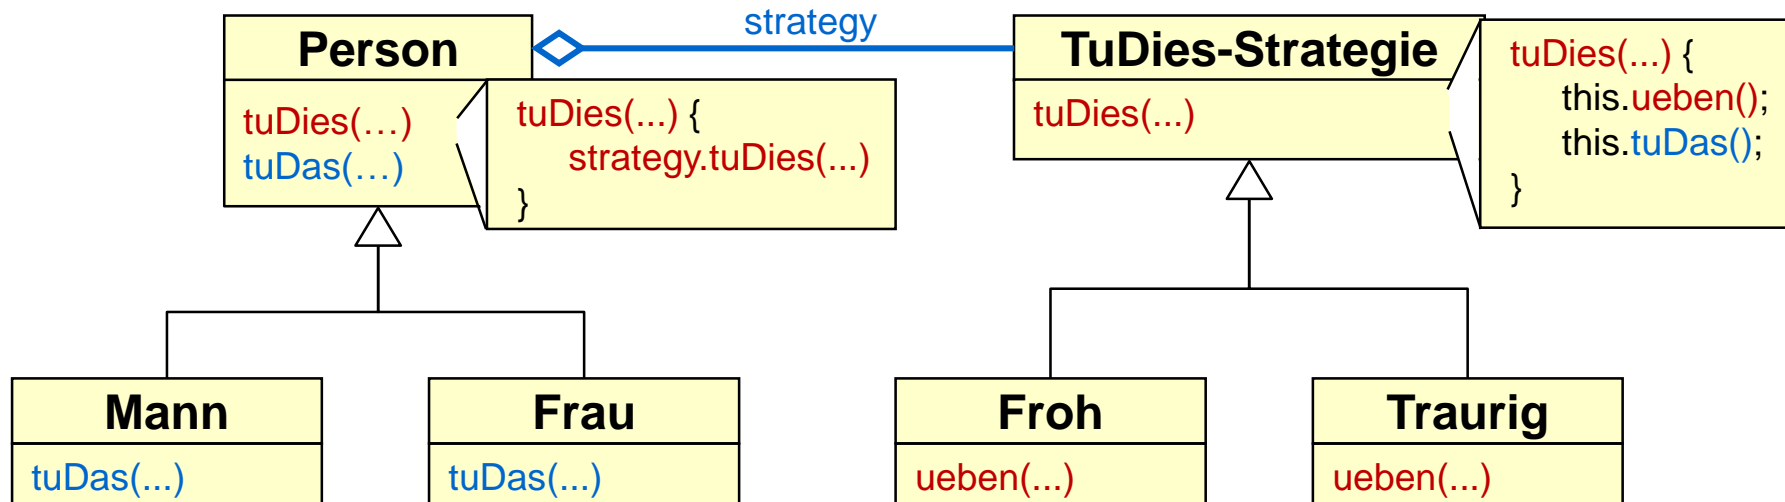 strategy
Person
tuDies(…)
tuDas(…)
tuDies(...) {
strategy.tuDies(...)
}
TuDies-Strategie
tuDies(...)
tuDies(...) {
this.ueben();
this.tuDas();
}
Mann
tuDas(...)
Frau
tuDas(...)
Froh
ueben(...)
Traurig
ueben(...)